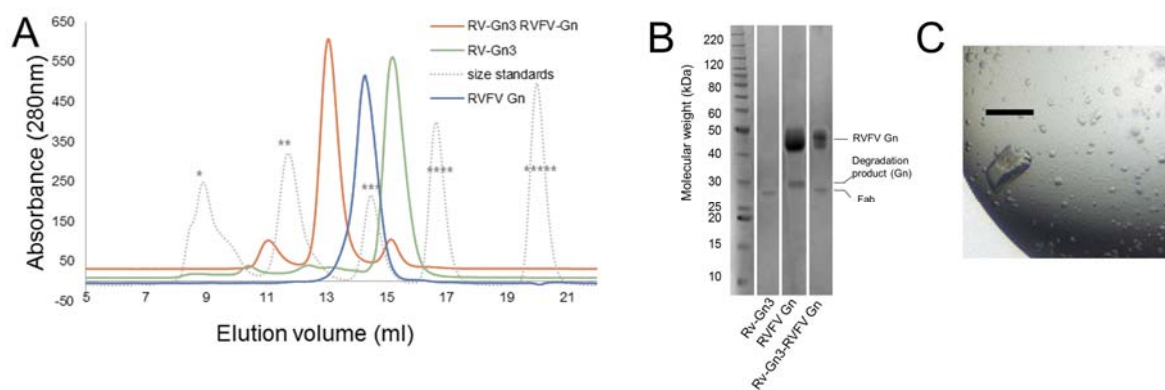 A
Absorbance (280nm)
650
550
450
350
250
150
50
-50
5 7 9 11 13 15 17 19 21
Elution volume (ml)
RV-Gn3 RVFV-Gn
RV-Gn3
size standards
RVFV Gn
*
**
***
****
*****
B
Molecular weight (kDa)
220
120
80
60
50
40
30
25
20
15
10
RVFV Gn
Degradation
product (Gn)
Fab
Rv-Gn3
RVFV Gn
Rv-Gn3-RVFV Gn
C